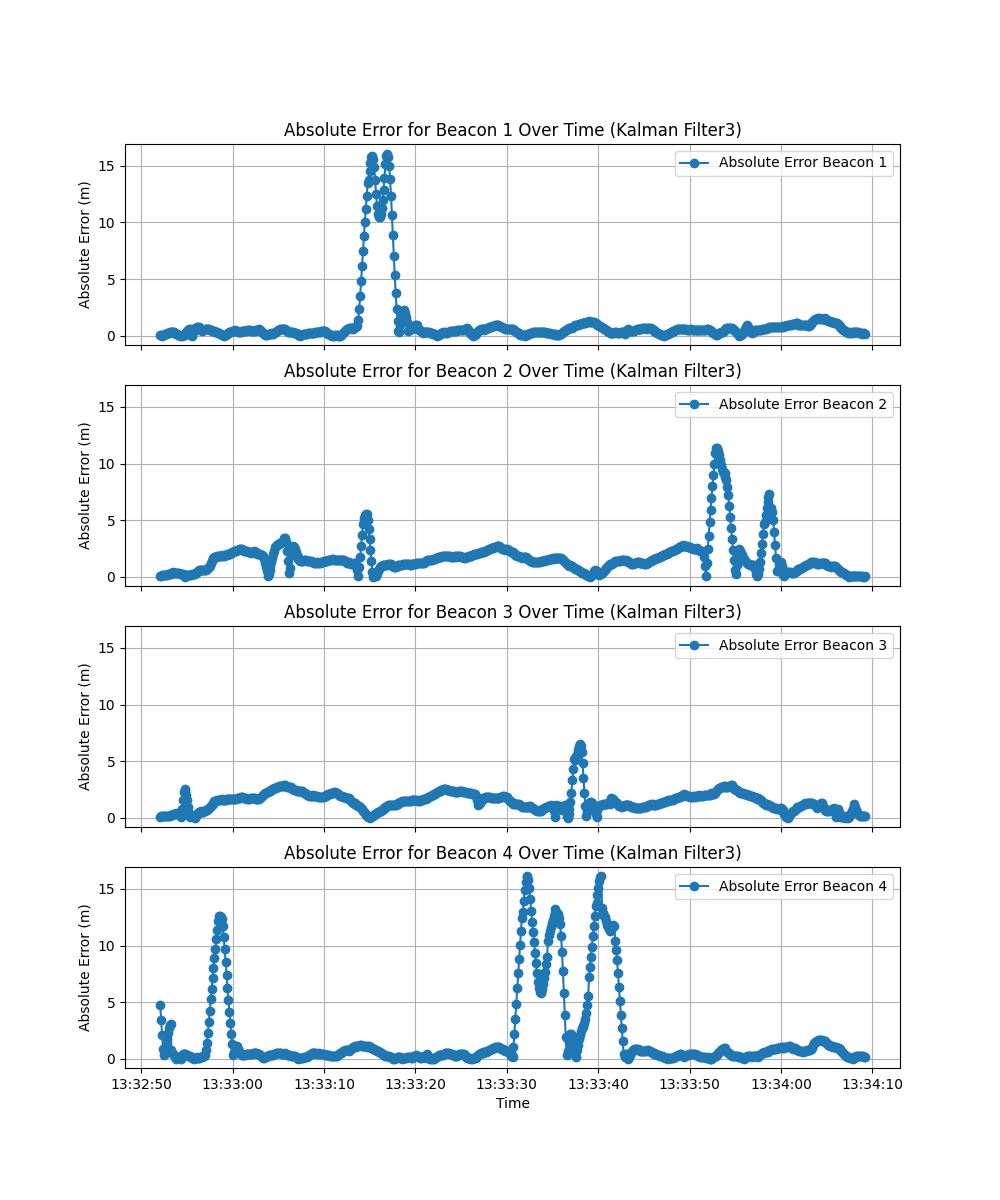 Absolute Error for Beacon 1 Over Time (Kalman Filter3)
Absolute Error Beacon 1
Absolute Error (m)
15
10
5
0
Absolute Error for Beacon 2 Over Time (Kalman Filter3)
Absolute Error Beacon 2
Absolute Error (m)
15
10
5
0
Absolute Error for Beacon 3 Over Time (Kalman Filter3)
Absolute Error Beacon 3
Absolute Error (m)
15
10
5
0
Absolute Error for Beacon 4 Over Time (Kalman Filter3)
Absolute Error Beacon 4
Absolute Error (m)
15
10
5
0
13:32:50 13:33:00 13:33:10 13:33:20 13:33:30 13:33:40 13:33:50 13:34:00 13:34:10
Time